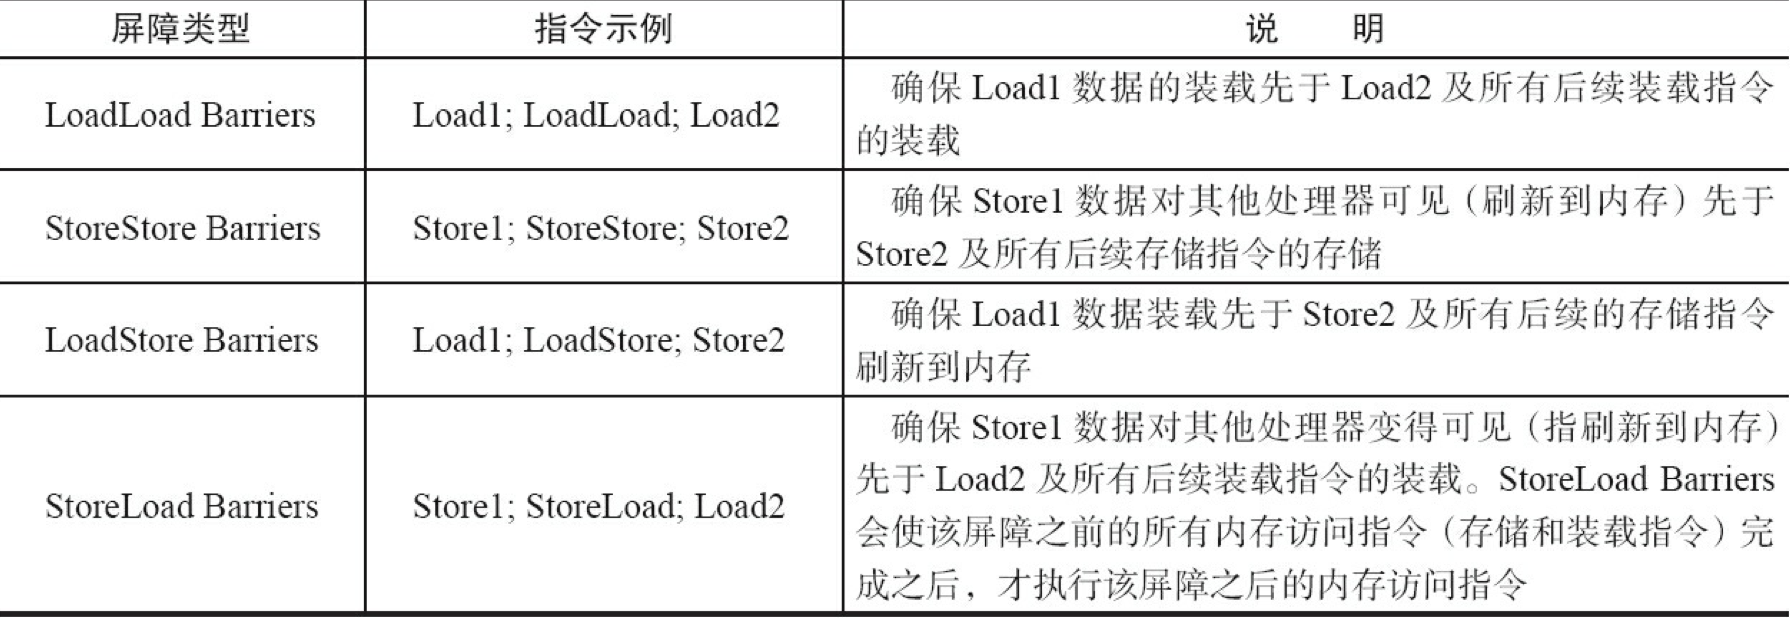 屏障类型 指令示例 说 明
LoadLoad Barriers Load1; LoadLoad; Load2 确保 Load1 数据的装载先于 Load2 及所有后续装载指令
的装载
StoreStore Barriers Store1; StoreStore; Store2 确保 Store1 数据对其他处理器可见（刷新到内存）先于
Store2 及所有后续存储指令的存储
LoadStore Barriers Load1; LoadStore; Store2 确保 Load1 数据装载先于 Store2 及所有后续的存储指令
刷新到内存
StoreLoad Barriers Store1; StoreLoad; Load2 确保 Store1 数据对其他处理器变得可见（指刷新到内存）
先于 Load2 及所有后续装载指令的装载。StoreLoad Barriers
会使该屏障之前的所有内存访问指令（存储和装载指令）完
成之后，才执行该屏障之后的内存访问指令